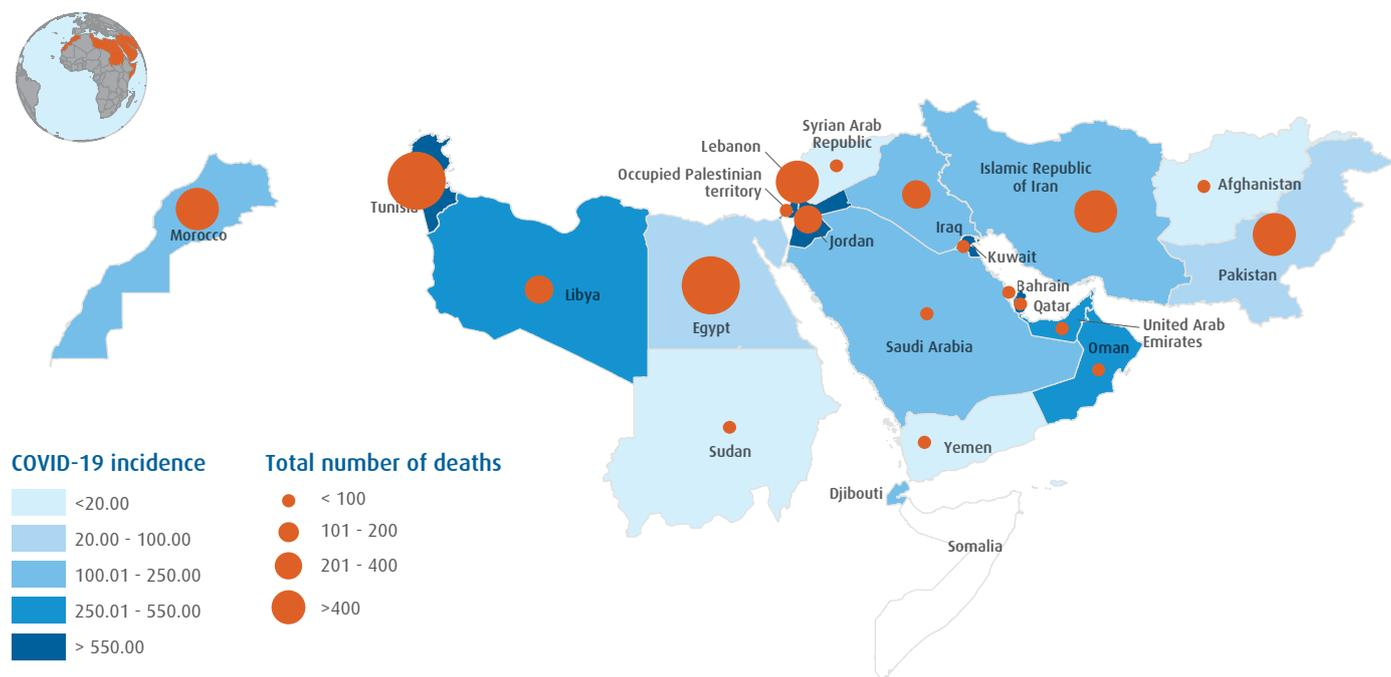 Syrian Arab
Republic
Lebanon
Occupied Palestinian
territory
Islamic Republic
of Iran
Afghanistan
Tunisia
Morocco
Iraq
Jordan
Kuwait
Pakistan
Bahrain
Qatar
Libya
Egypt
United Arab
Emirates
Saudi Arabia
Oman
Sudan
Yemen
Djibouti
Somalia
COVID-19 incidence
<20.00
20.00 - 100.00
100.01 - 250.00
250.01 - 550.00
> 550.00
Total number of deaths
< 100
101 - 200
201 - 400
>400